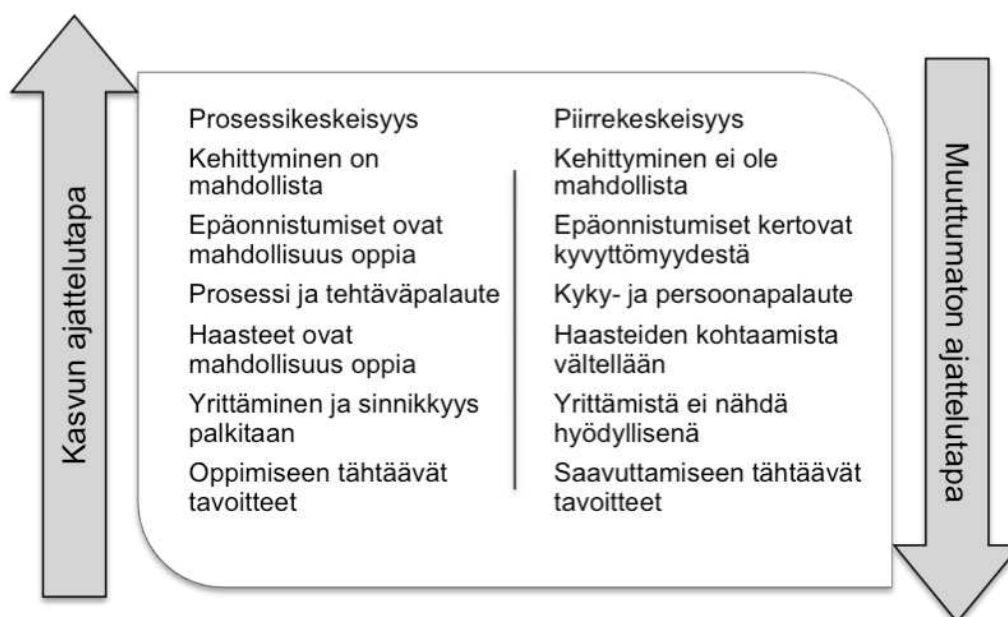 Kasvun ajattelutapa
Prosessikeskeisyys
Kehittyminen on
mahdollista
Epäonnistumiset ovat
mahdollisuus oppia
Prosessi ja tehtäväpalaute
Haasteet ovat
mahdollisuus oppia
Yrittäminen ja sinnikkyys
palkitaan
Oppimiseen tähtäävät
tavoitteet
Piirrekeskeisyys
Kehittyminen ei ole
mahdollista
Epäonnistumiset kertovat
kyvyttömyydestä
Kyky- ja persoonapalaute
Haasteiden kohtaamista
vältellään
Yrittämistä ei nähdä
hyödyllisenä
Saavuttamiseen tähtäävät
tavoitteet
Muuttumaton ajattelutapa